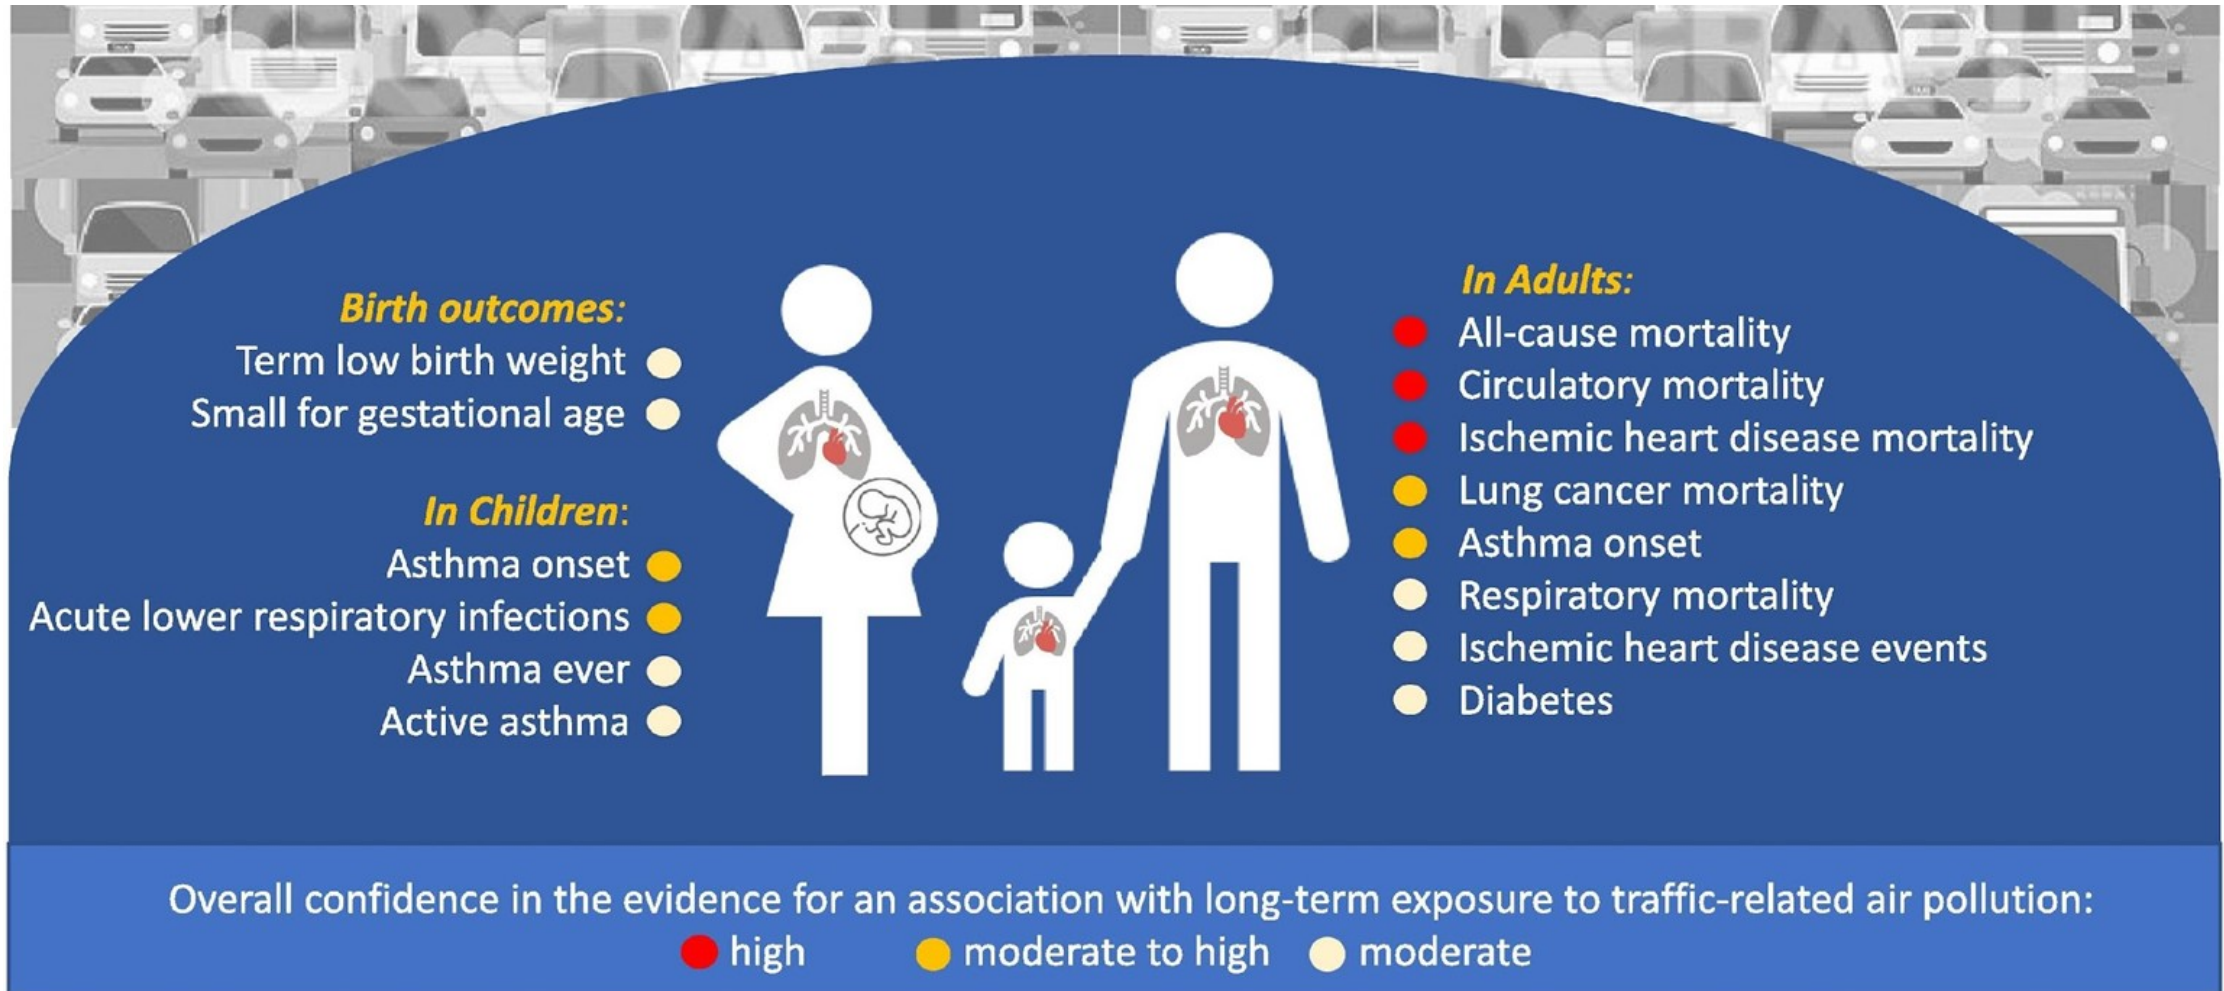 Birth outcomes:
Term low birth weight
Small for gestational age
In Children:
Asthma onset
Acute lower respiratory infections
Asthma ever
Active asthma
In Adults:
All-cause mortality
Circulatory mortality
Ischemic heart disease mortality
Lung cancer mortality
Asthma onset
Respiratory mortality
Ischemic heart disease events
Diabetes
Overall confidence in the evidence for an association with long-term exposure to traffic-related air pollution:
high moderate to high moderate